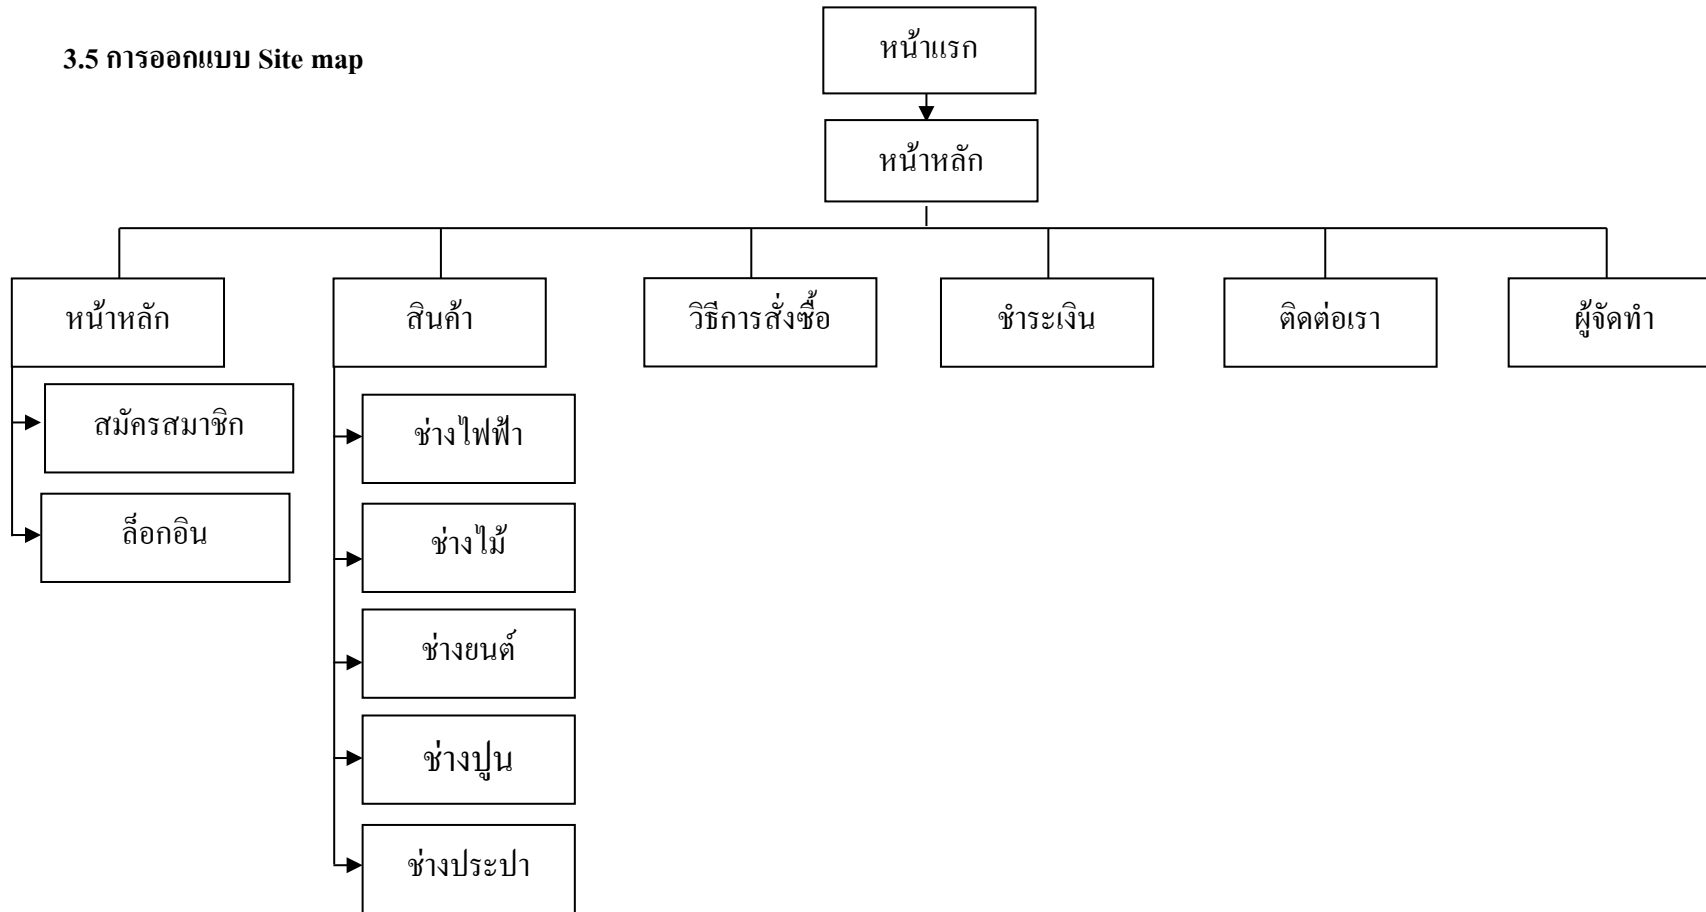 3.5 การออกแบบ Site map
หน้าแรก
หน้าหลัก
หน้าหลัก
สินค้า
วิธีการสั่งซื้อ
ชำระเงิน
ติดต่อเรา
ผู้จัดทำ
สมัครสมาชิก
ล็อกอิน
ช่างไฟฟ้า
ช่างไม้
ช่างยนต์
ช่างปูน
ช่างประปา